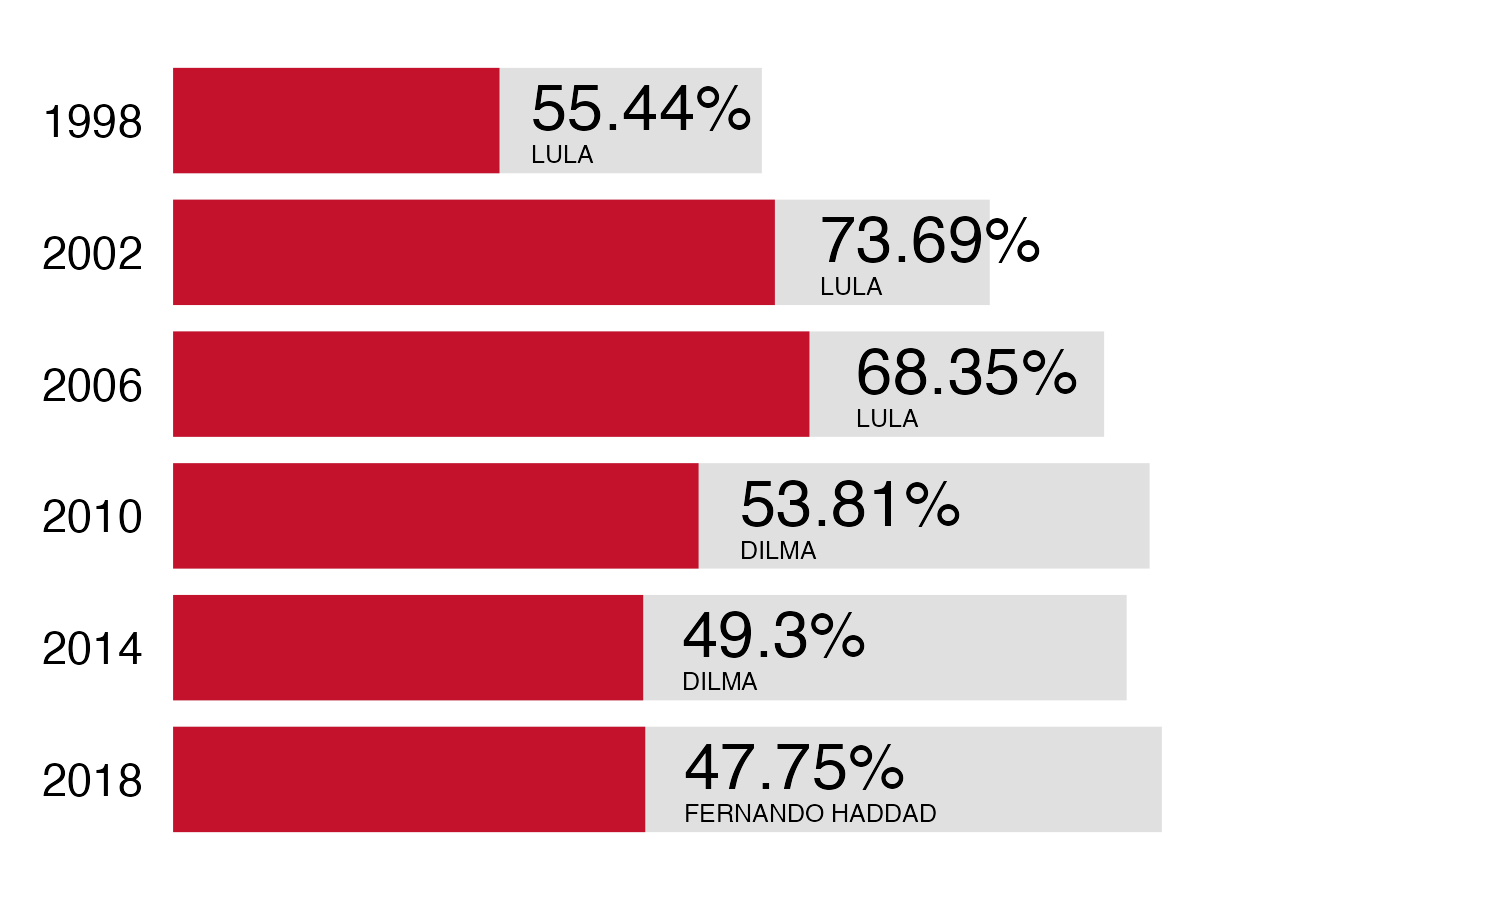 1998
55.44%
LULA
2002
73.69%
LULA
2006
68.35%
LULA
2010
53.81%
DILMA
2014
49.3%
DILMA
2018
47.75%
FERNANDO HADDAD